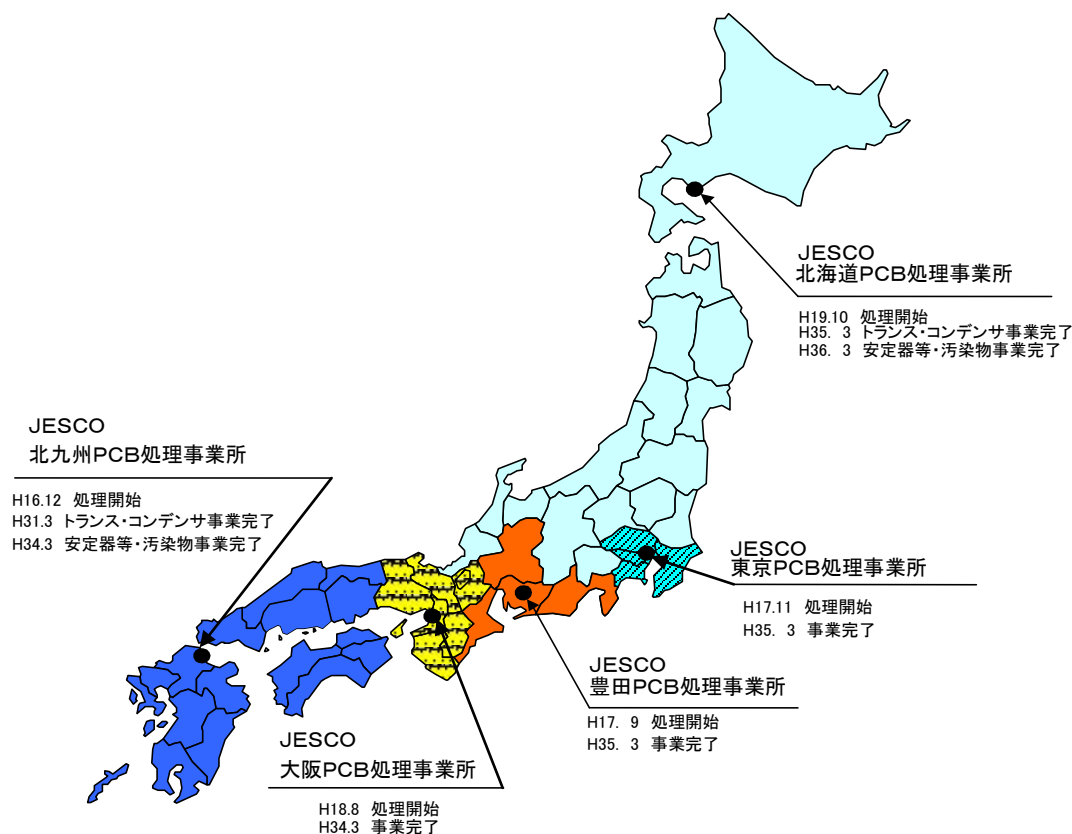 JESCO
北海道PCB処理事業所
H19.10 処理開始
H35. 3 トランス・コンデンサ事業完了
H36. 3 安定器等・汚染物事業完了
JESCO
北九州PCB処理事業所
H16.12 処理開始
H31.3 トランス・コンデンサ事業完了
H34.3 安定器等・汚染物事業完了
JESCO
東京PCB処理事業所
H17.11 処理開始
H35. 3 事業完了
JESCO
豊田PCB処理事業所
H17. 9 処理開始
H35. 3 事業完了
JESCO
大阪PCB処理事業所
H18.8 処理開始
H34.3 事業完了